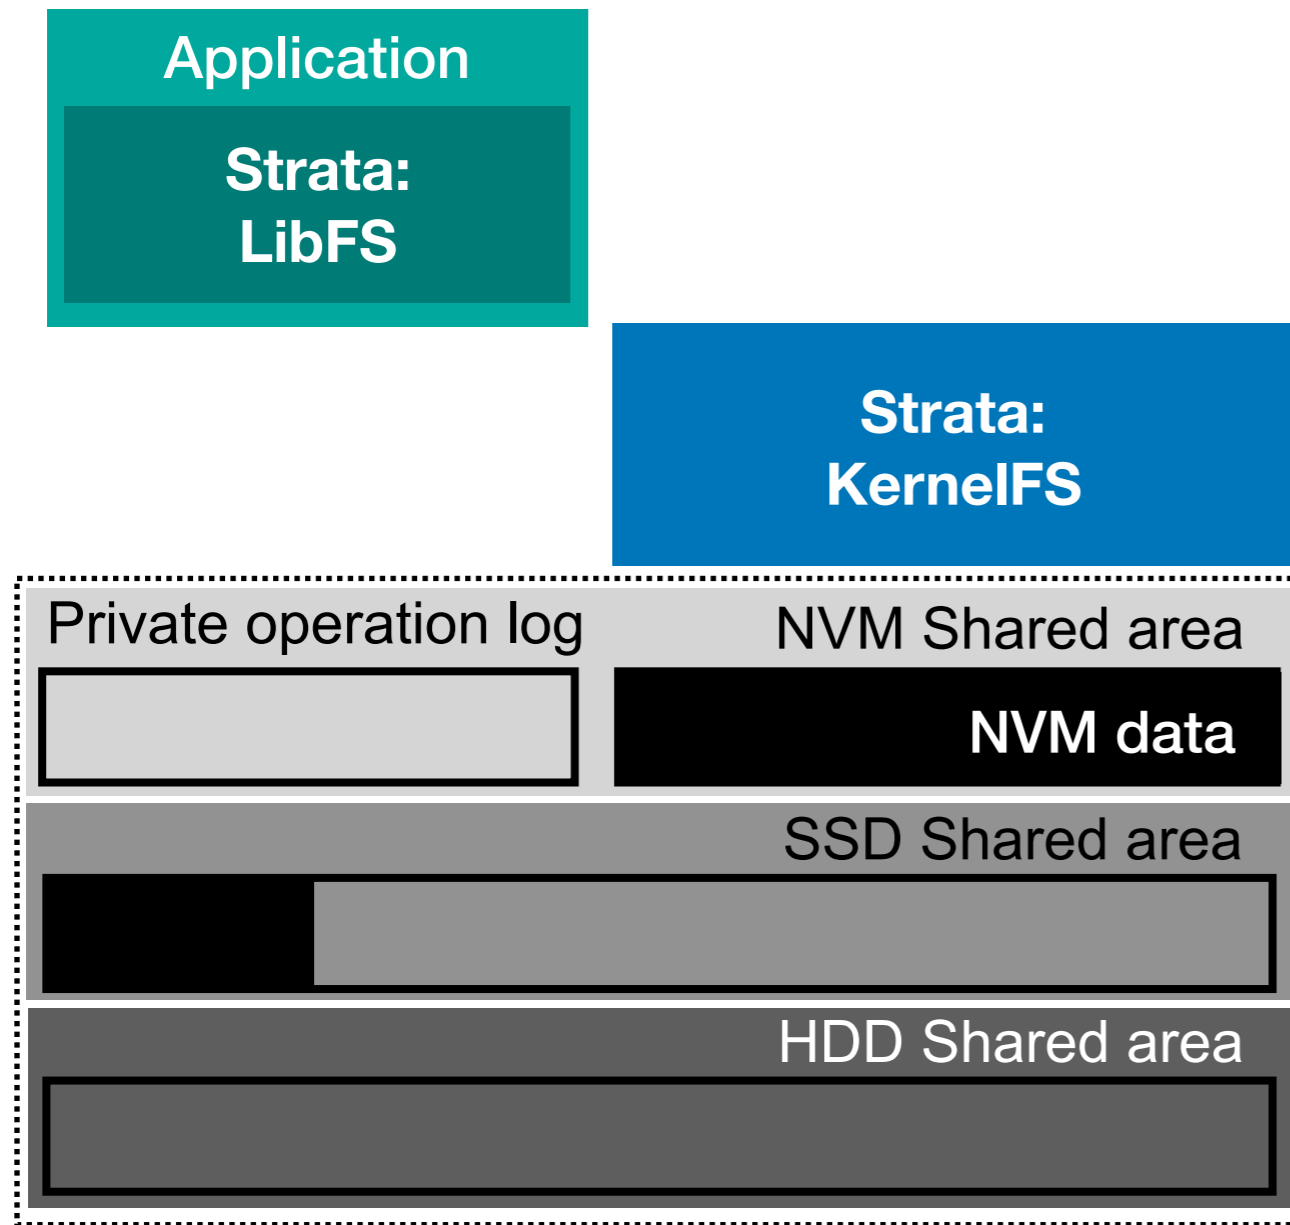 Application
Strata:
LibFS
Strata:
KernelFS
Private operation log
NVM Shared area
NVM data
SSD Shared area
HDD Shared area